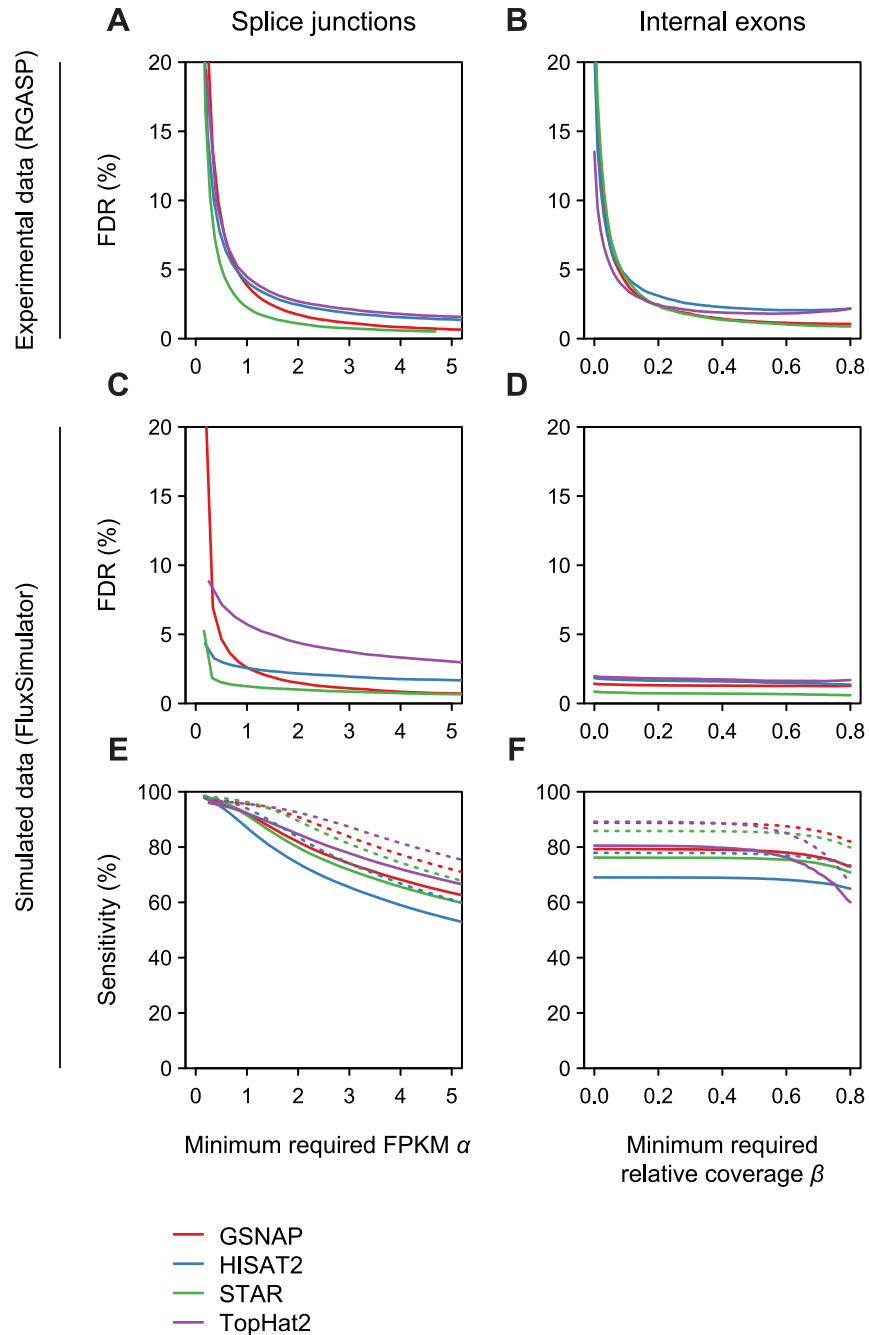 A Splice junctions B Internal exons
Experimental data (RGASP)
FDR (%)
20
15
10
5
0
0 1 2 3 4 5
20
15
10
5
0
0.0 0.2 0.4 0.6 0.8
C D
Simulated data (FluxSimulator)
FDR (%)
20
15
10
5
0
0 1 2 3 4 5
20
15
10
5
0
0.0 0.2 0.4 0.6 0.8
E F
Sensitivity (%)
100
80
60
40
20
0
0 1 2 3 4 5
100
80
60
40
20
0
0.0 0.2 0.4 0.6 0.8
Minimum required FPKM α
Minimum required
relative coverage β
GSNAP
HISAT2
STAR
TopHat2